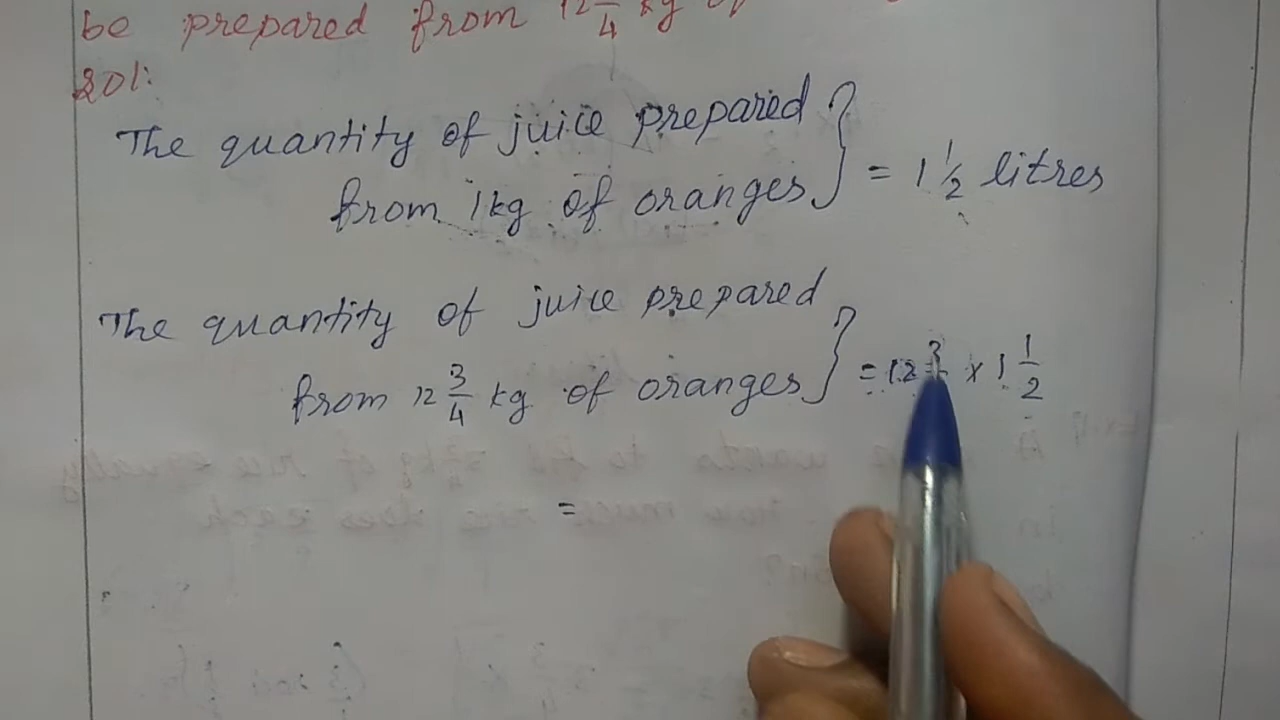 be prepared from 12 1/4 kg of
Sol:
The quantity of juice prepared
from 1kg of oranges } = 1 1/2 litres
The quantity of juice prepared
from 12 3/4 kg of oranges } = 12 3/4 x 1 1/2
=